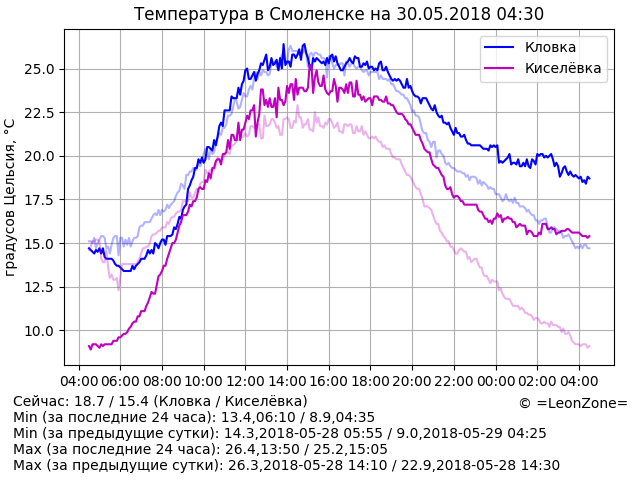 Температура в Смоленске на 30.05.2018 04:30
Кловка
Киселёвка
градусов Цельсия, °C
25.0
22.5
20.0
17.5
15.0
12.5
10.0
04:00 06:00 08:00 10:00 12:00 14:00 16:00 18:00 20:00 22:00 00:00 02:00 04:00
Сейчас: 18.7 / 15.4 (Кловка / Киселёвка)
© =LeonZone=
Min (за последние 24 часа): 13.4,06:10 / 8.9,04:35
Min (за предыдущие сутки): 14.3,2018-05-28 05:55 / 9.0,2018-05-29 04:25
Max (за последние 24 часа): 26.4,13:50 / 25.2,15:05
Max (за предыдущие сутки): 26.3,2018-05-28 14:10 / 22.9,2018-05-28 14:30